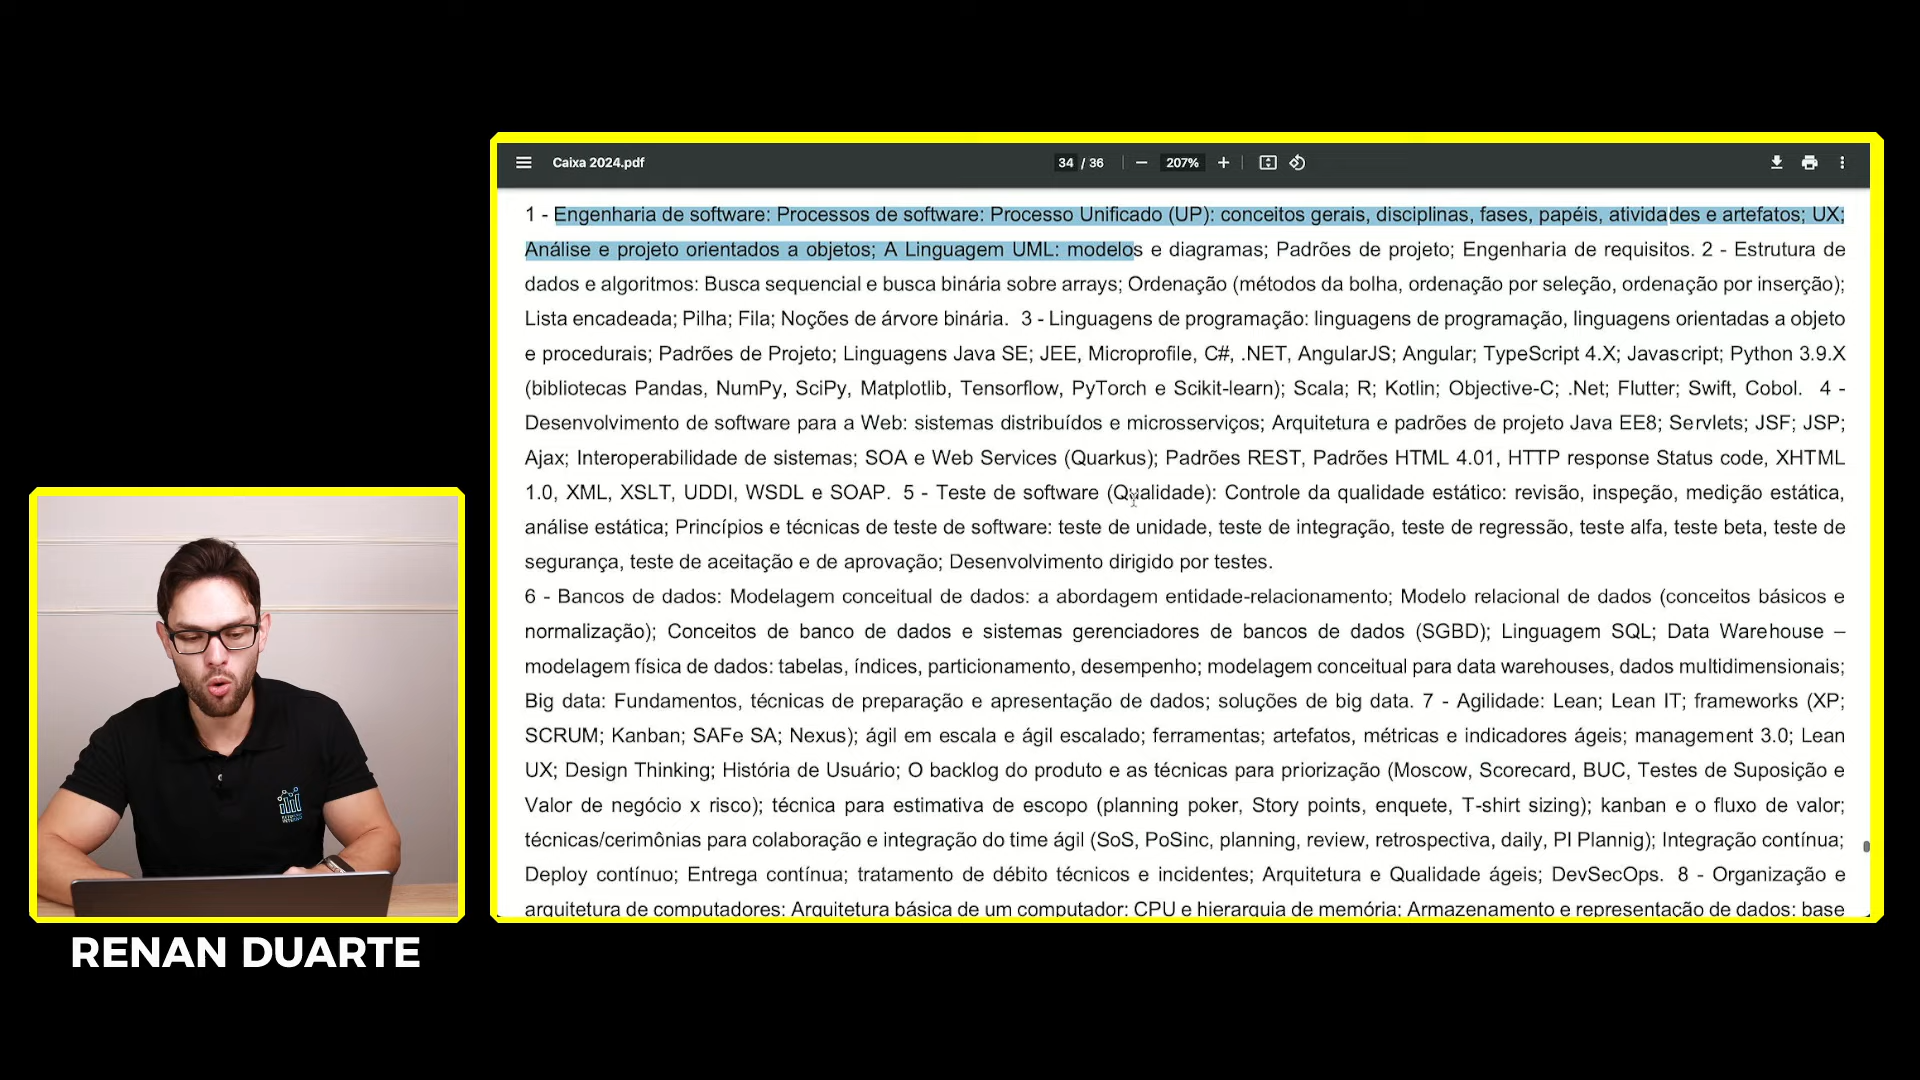 Caixa 2024.pdf
34 / 36
207%
1 - Engenharia de software: Processos de software: Processo Unificado (UP): conceitos gerais, disciplinas, fases, papéis, atividades e artefatos; UX;
Análise e projeto orientados a objetos; A Linguagem UML: modelos e diagramas; Padrões de projeto; Engenharia de requisitos. 2 - Estrutura de
dados e algoritmos: Busca sequencial e busca binária sobre arrays; Ordenação (métodos da bolha, ordenação por seleção, ordenação por inserção);
Lista encadeada; Pilha; Fila; Noções de árvore binária. 3 - Linguagens de programação: linguagens de programação, linguagens orientadas a objeto
e procedurais; Padrões de Projeto; Linguagens Java SE; JEE, Microprofile, C#, .NET, AngularJS; Angular; TypeScript 4.X; Javascript; Python 3.9.X
(bibliotecas Pandas, NumPy, SciPy, Matplotlib, Tensorflow, PyTorch e Scikit-learn); Scala; R; Kotlin; Objective-C; .Net; Flutter; Swift, Cobol. 4 -
Desenvolvimento de software para a Web: sistemas distribuídos e microsserviços; Arquitetura e padrões de projeto Java EE8; Servlets; JSF; JSP;
Ajax; Interoperabilidade de sistemas; SOA e Web Services (Quarkus); Padrões REST, Padrões HTML 4.01, HTTP response Status code, XHTML
1.0, XML, XSLT, UDDI, WSDL e SOAP. 5 - Teste de software (Qualidade): Controle da qualidade estático: revisão, inspeção, medição estática,
análise estática; Princípios e técnicas de teste de software: teste de unidade, teste de integração, teste de regressão, teste alfa, teste beta, teste de
segurança, teste de aceitação e de aprovação; Desenvolvimento dirigido por testes.
6 - Bancos de dados: Modelagem conceitual de dados: a abordagem entidade-relacionamento; Modelo relacional de dados (conceitos básicos e
normalização); Conceitos de banco de dados e sistemas gerenciadores de bancos de dados (SGBD); Linguagem SQL; Data Warehouse –
modelagem física de dados: tabelas, índices, particionamento, desempenho; modelagem conceitual para data warehouses, dados multidimensionais;
Big data: Fundamentos, técnicas de preparação e apresentação de dados; soluções de big data. 7 - Agilidade: Lean; Lean IT; frameworks (XP;
SCRUM; Kanban; SAFe SA; Nexus); ágil em escala e ágil escalado; ferramentas; artefatos, métricas e indicadores ágeis; management 3.0; Lean
UX; Design Thinking; História de Usuário; O backlog do produto e as técnicas para priorização (Moscow, Scorecard, BUC, Testes de Suposição e
Valor de negócio x risco); técnica para estimativa de escopo (planning poker, Story points, enquete, T-shirt sizing); kanban e o fluxo de valor;
técnicas/cerimônias para colaboração e integração do time ágil (SoS, PoSinc, planning, review, retrospectiva, daily, PI Plannig); Integração contínua;
Deploy contínuo; Entrega contínua; tratamento de débito técnicos e incidentes; Arquitetura e Qualidade ágeis; DevSecOps. 8 - Organização e
arquitetura de computadores: Arquitetura básica de um computador: CPU e hierarquia de memória; Armazenamento e representação de dados: base
RENAN DUARTE